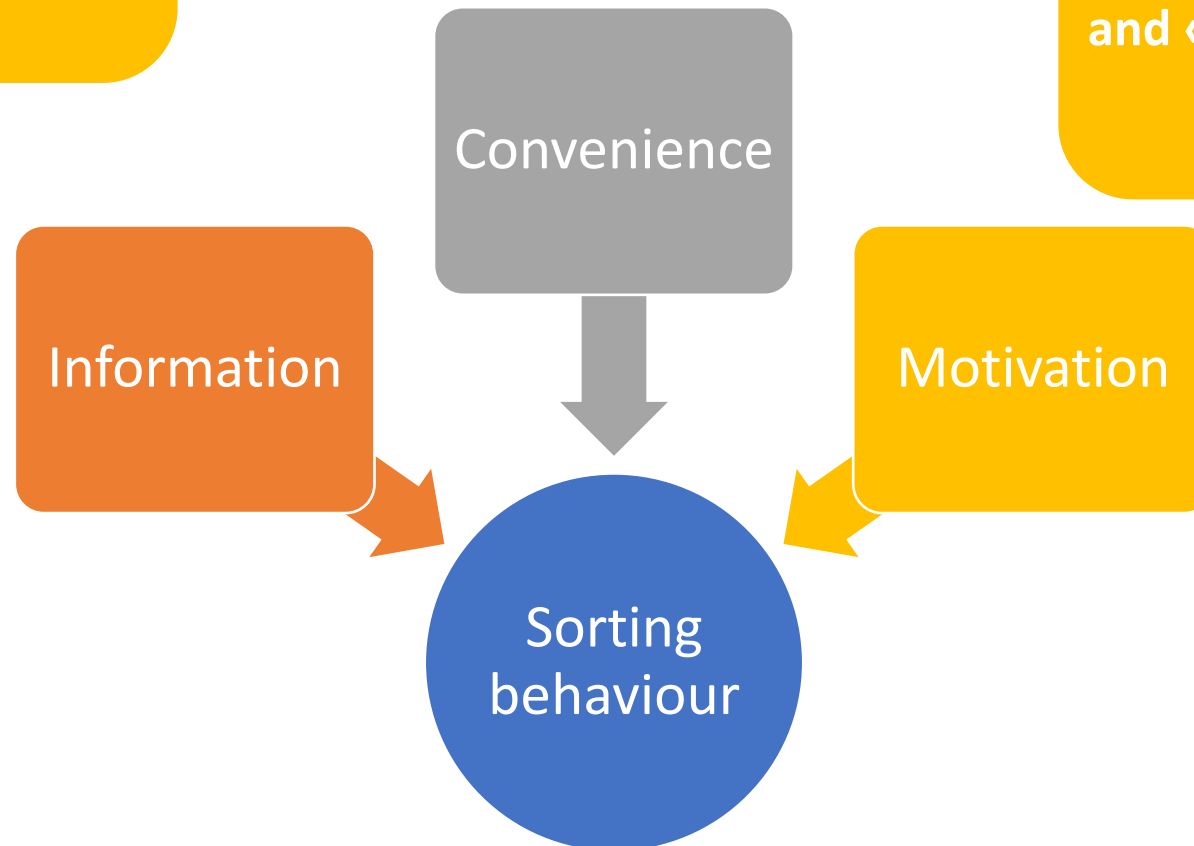 and «
Convenience
Information
Motivation
Sorting
behaviour